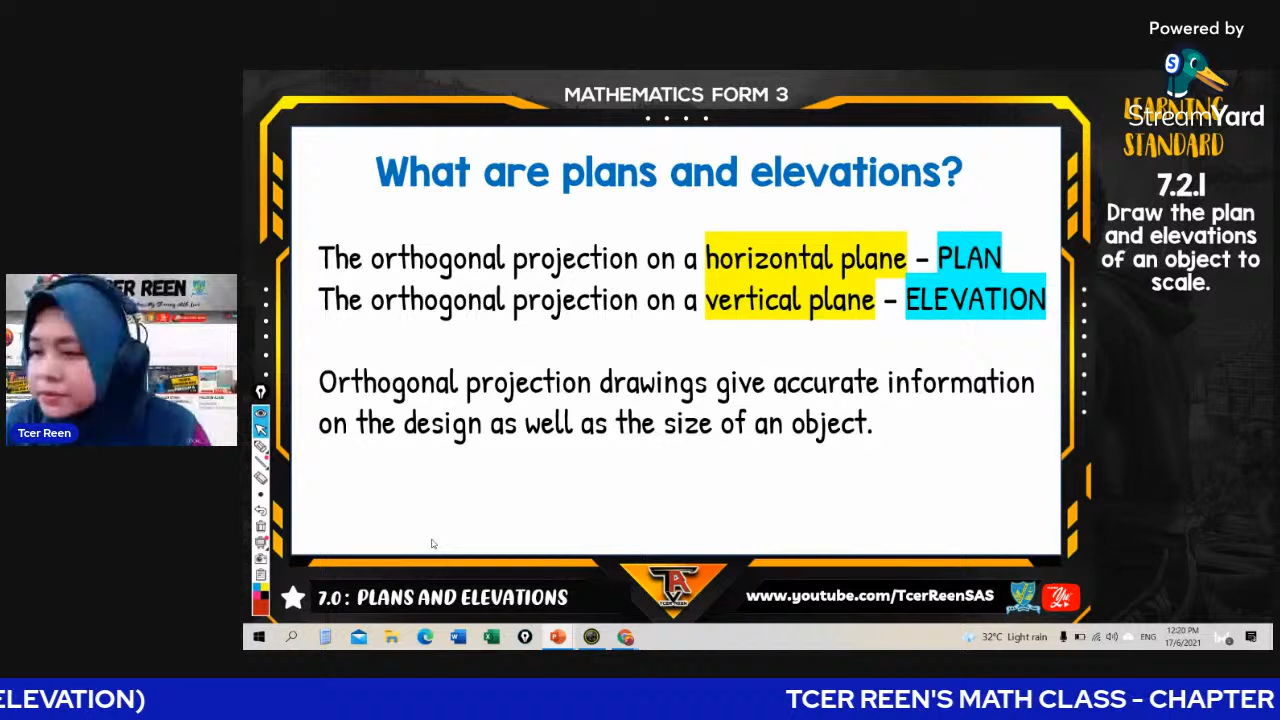 Powered by
StreamYard
MATHEMATICS FORM 3
LEARNING
STANDARD
7.2.1
Draw the plan
and elevations
of an object to
scale.
What are plans and elevations?
The orthogonal projection on a horizontal plane – PLAN
The orthogonal projection on a vertical plane – ELEVATION
Orthogonal projection drawings give accurate information
on the design as well as the size of an object.
TCER REEN
Tcer Reen
7.0 : PLANS AND ELEVATIONS
TCER REEN
www.youtube.com/TcerReenSAS
32°C Light rain
ENG
12:20 PM
17/6/2021
ELEVATION)
TCER REEN'S MATH CLASS - CHAPTER